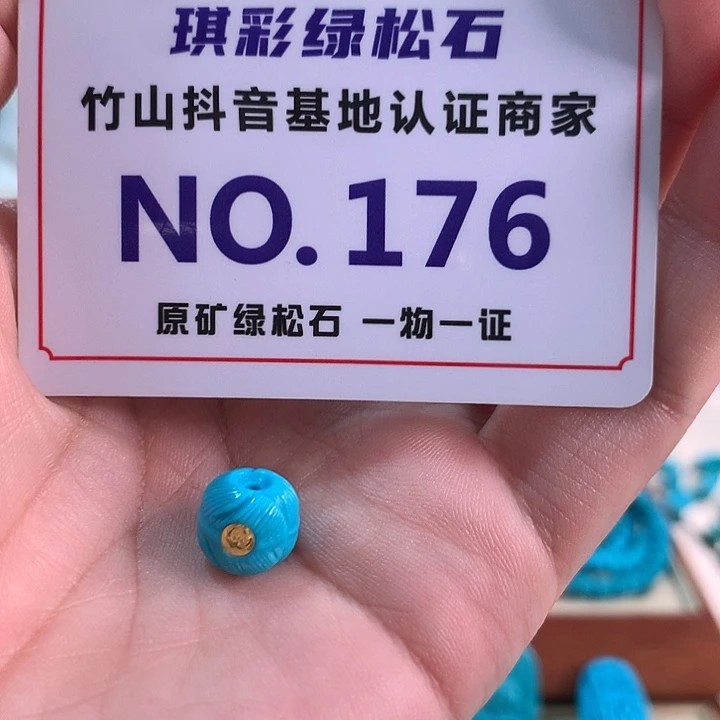 琪彩绿松石
竹山抖音基地认证商家
NO.176
原矿绿松石 一物一证